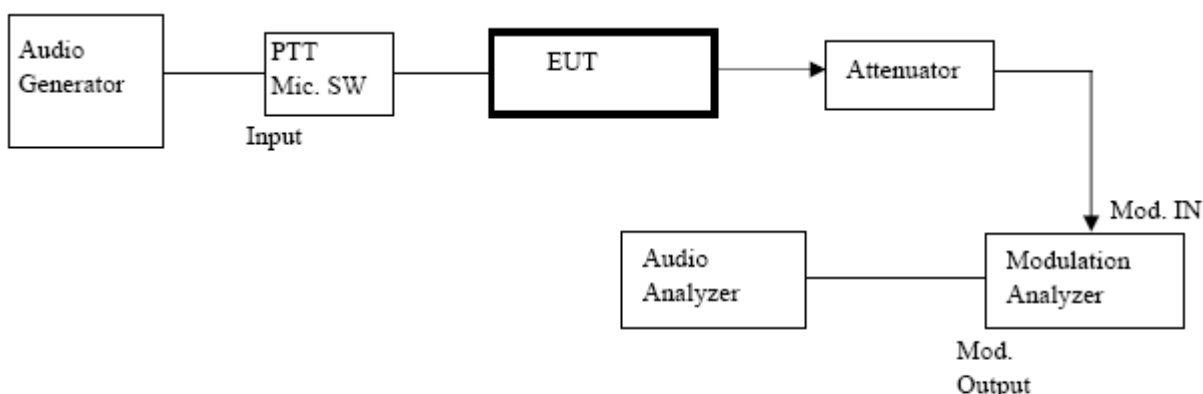 Audio
Generator
PTT
Mic. SW
Input
EUT
Attenuator
Mod. IN
Audio
Analyzer
Modulation
Analyzer
Mod.
Output